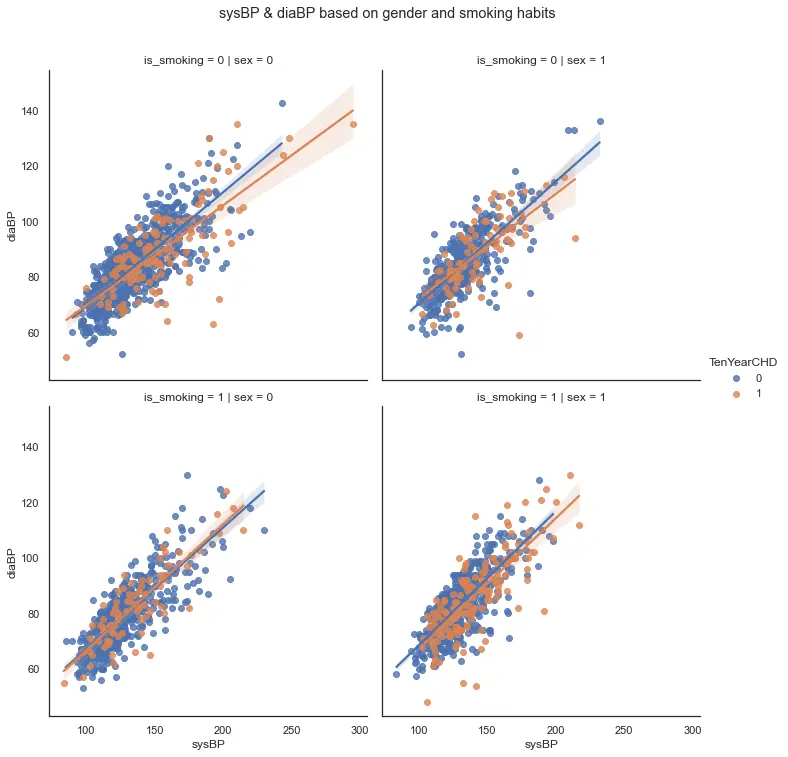 sysBP & diaBP based on gender and smoking habits
is_smoking = 0 | sex = 0
is_smoking = 0 | sex = 1
140
120
100
80
60
diaBP
TenYearCHD
0
1
is_smoking = 1 | sex = 0
is_smoking = 1 | sex = 1
140
120
100
80
60
diaBP
100 150 200 250 300
sysBP
100 150 200 250 300
sysBP